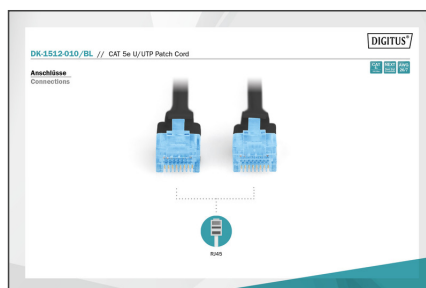 DIGITUS®
DK-1512-010/BL // CAT 5e U/UTP Patch Cord
Anschlüsse
Connections
RJ45